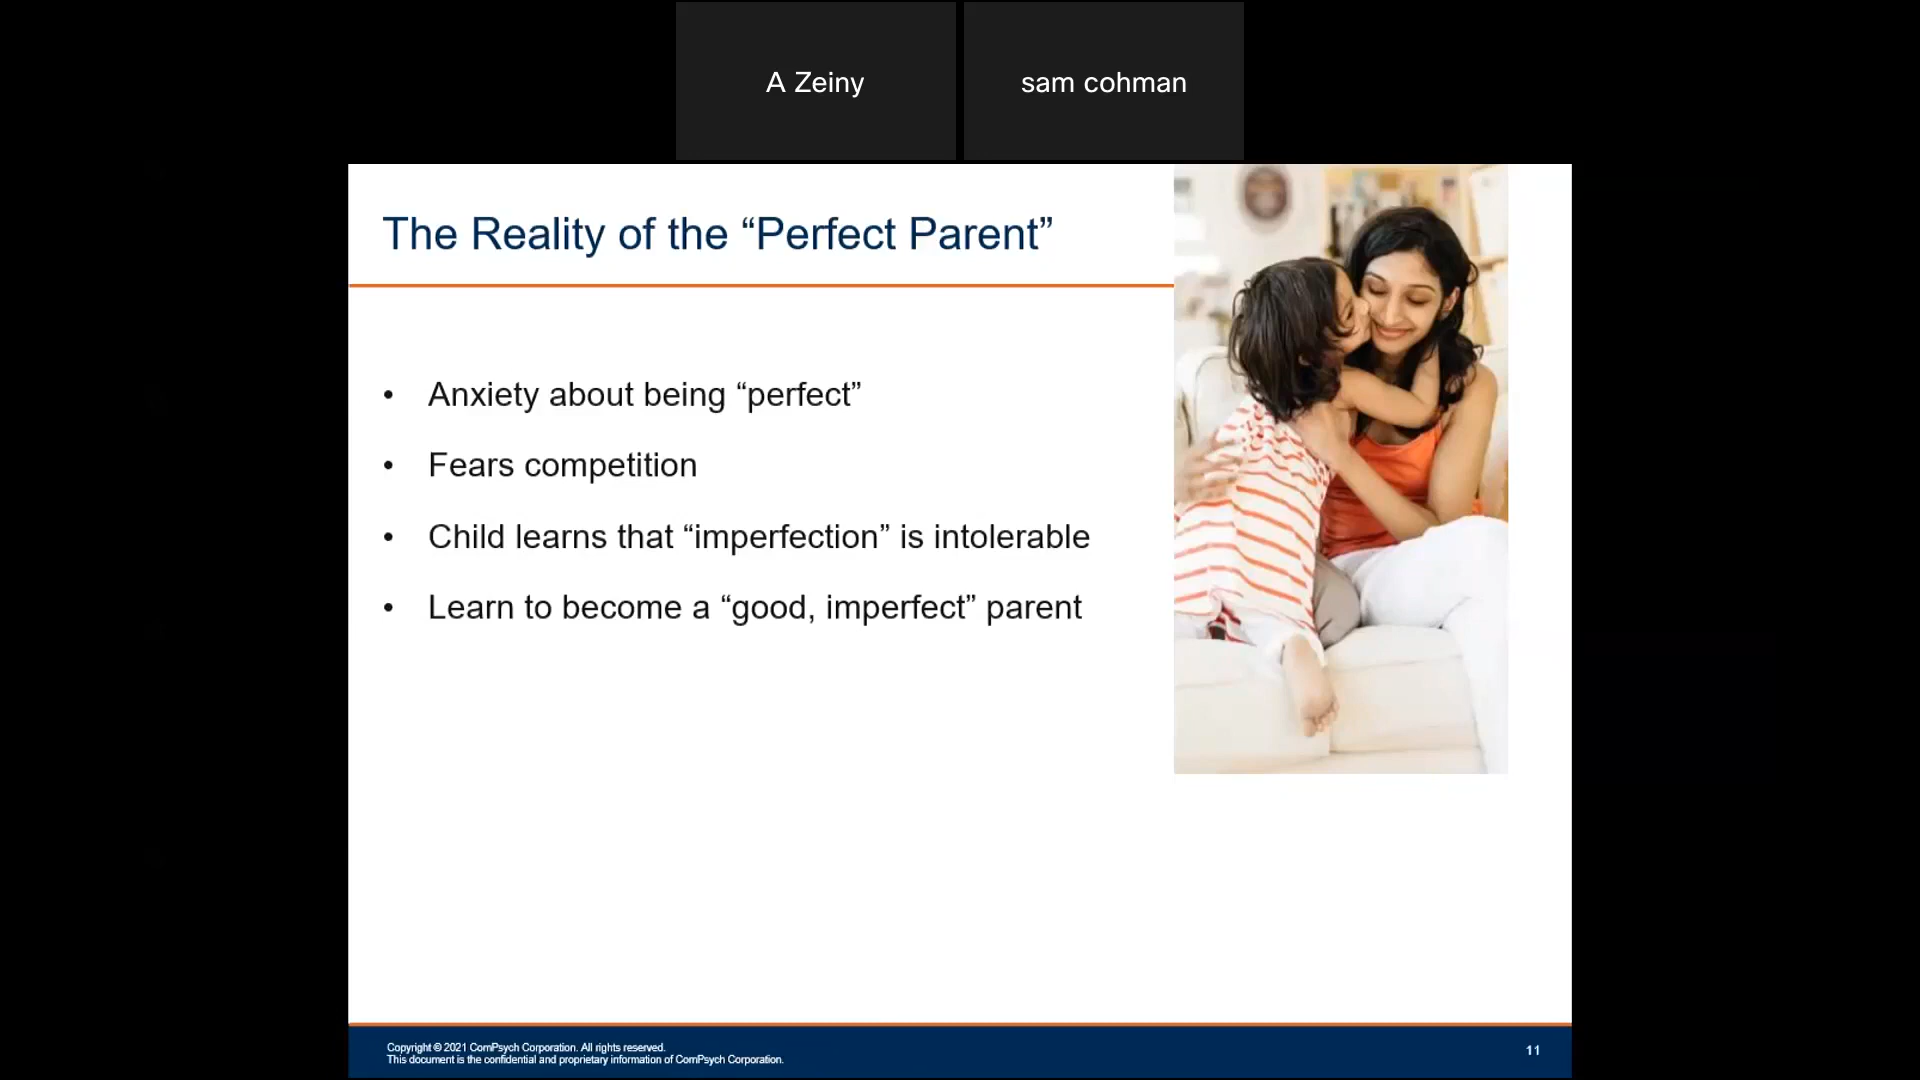 A Zeiny
sam cohman
The Reality of the “Perfect Parent”
• Anxiety about being “perfect”
• Fears competition
• Child learns that “imperfection” is intolerable
• Learn to become a “good, imperfect” parent
Copyright © 2021 ComPsych Corporation. All rights reserved.
This document is the confidential and proprietary information of ComPsych Corporation.
11